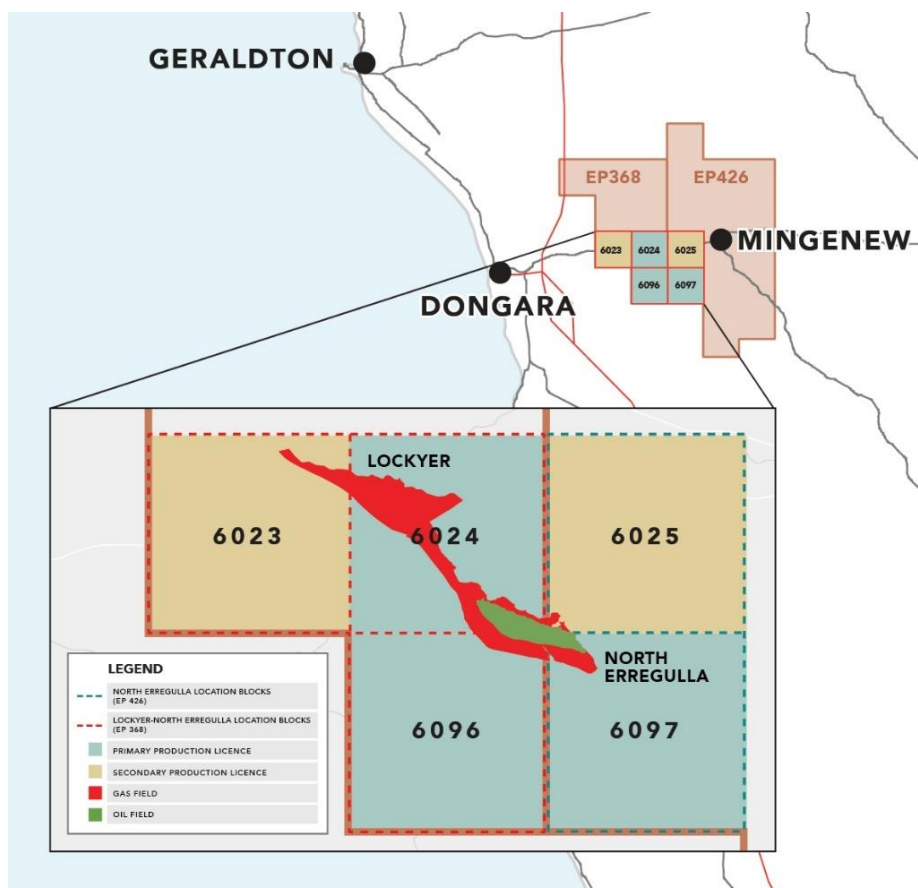 GERALDTON
EP368
EP426
6023
6024
6025
MINGENEW
6096
6097
DONGARA
LOCKYER
6023
6024
6025
NORTH
ERREGULLA
6096
6097
LEGEND
NORTH ERREGULLA LOCATION BLOCKS
(EP 426)
LOCKYER-NORTH ERREGULLA LOCATION BLOCKS
(EP 368)
PRIMARY PRODUCTION LICENCE
SECONDARY PRODUCTION LICENCE
GAS FIELD
OIL FIELD